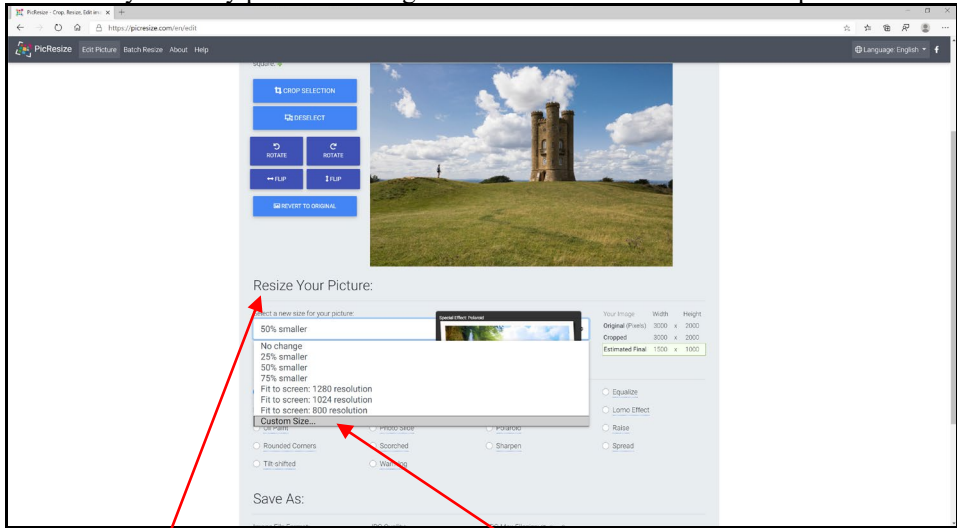 PicResize - Crop, Resize, Edit im
https://picresize.com/en/edit
PicResize Edit Picture Batch Resize About Help Language: English
square.
CROP SELECTION
DESELECT
ROTATE ROTATE
FLIP FLIP
REVERT TO ORIGINAL
Resize Your Picture:
Select a new size for your picture:
50% smaller
Special Effect: Polaroid
Your Image Width Height
Original (Pixels) 3000 x 2000
Cropped 3000 x 2000
Estimated Final 1500 x 1000
No change
25% smaller
50% smaller
75% smaller
Fit to screen: 1280 resolution
Fit to screen: 1024 resolution
Fit to screen: 800 resolution
Custom Size...
Equalize
Lomo Effect
Oil Paint Photo Slide Polaroid Raise
Rounded Corners Scorched Sharpen Spread
Tilt-shifted Warming
Save As: